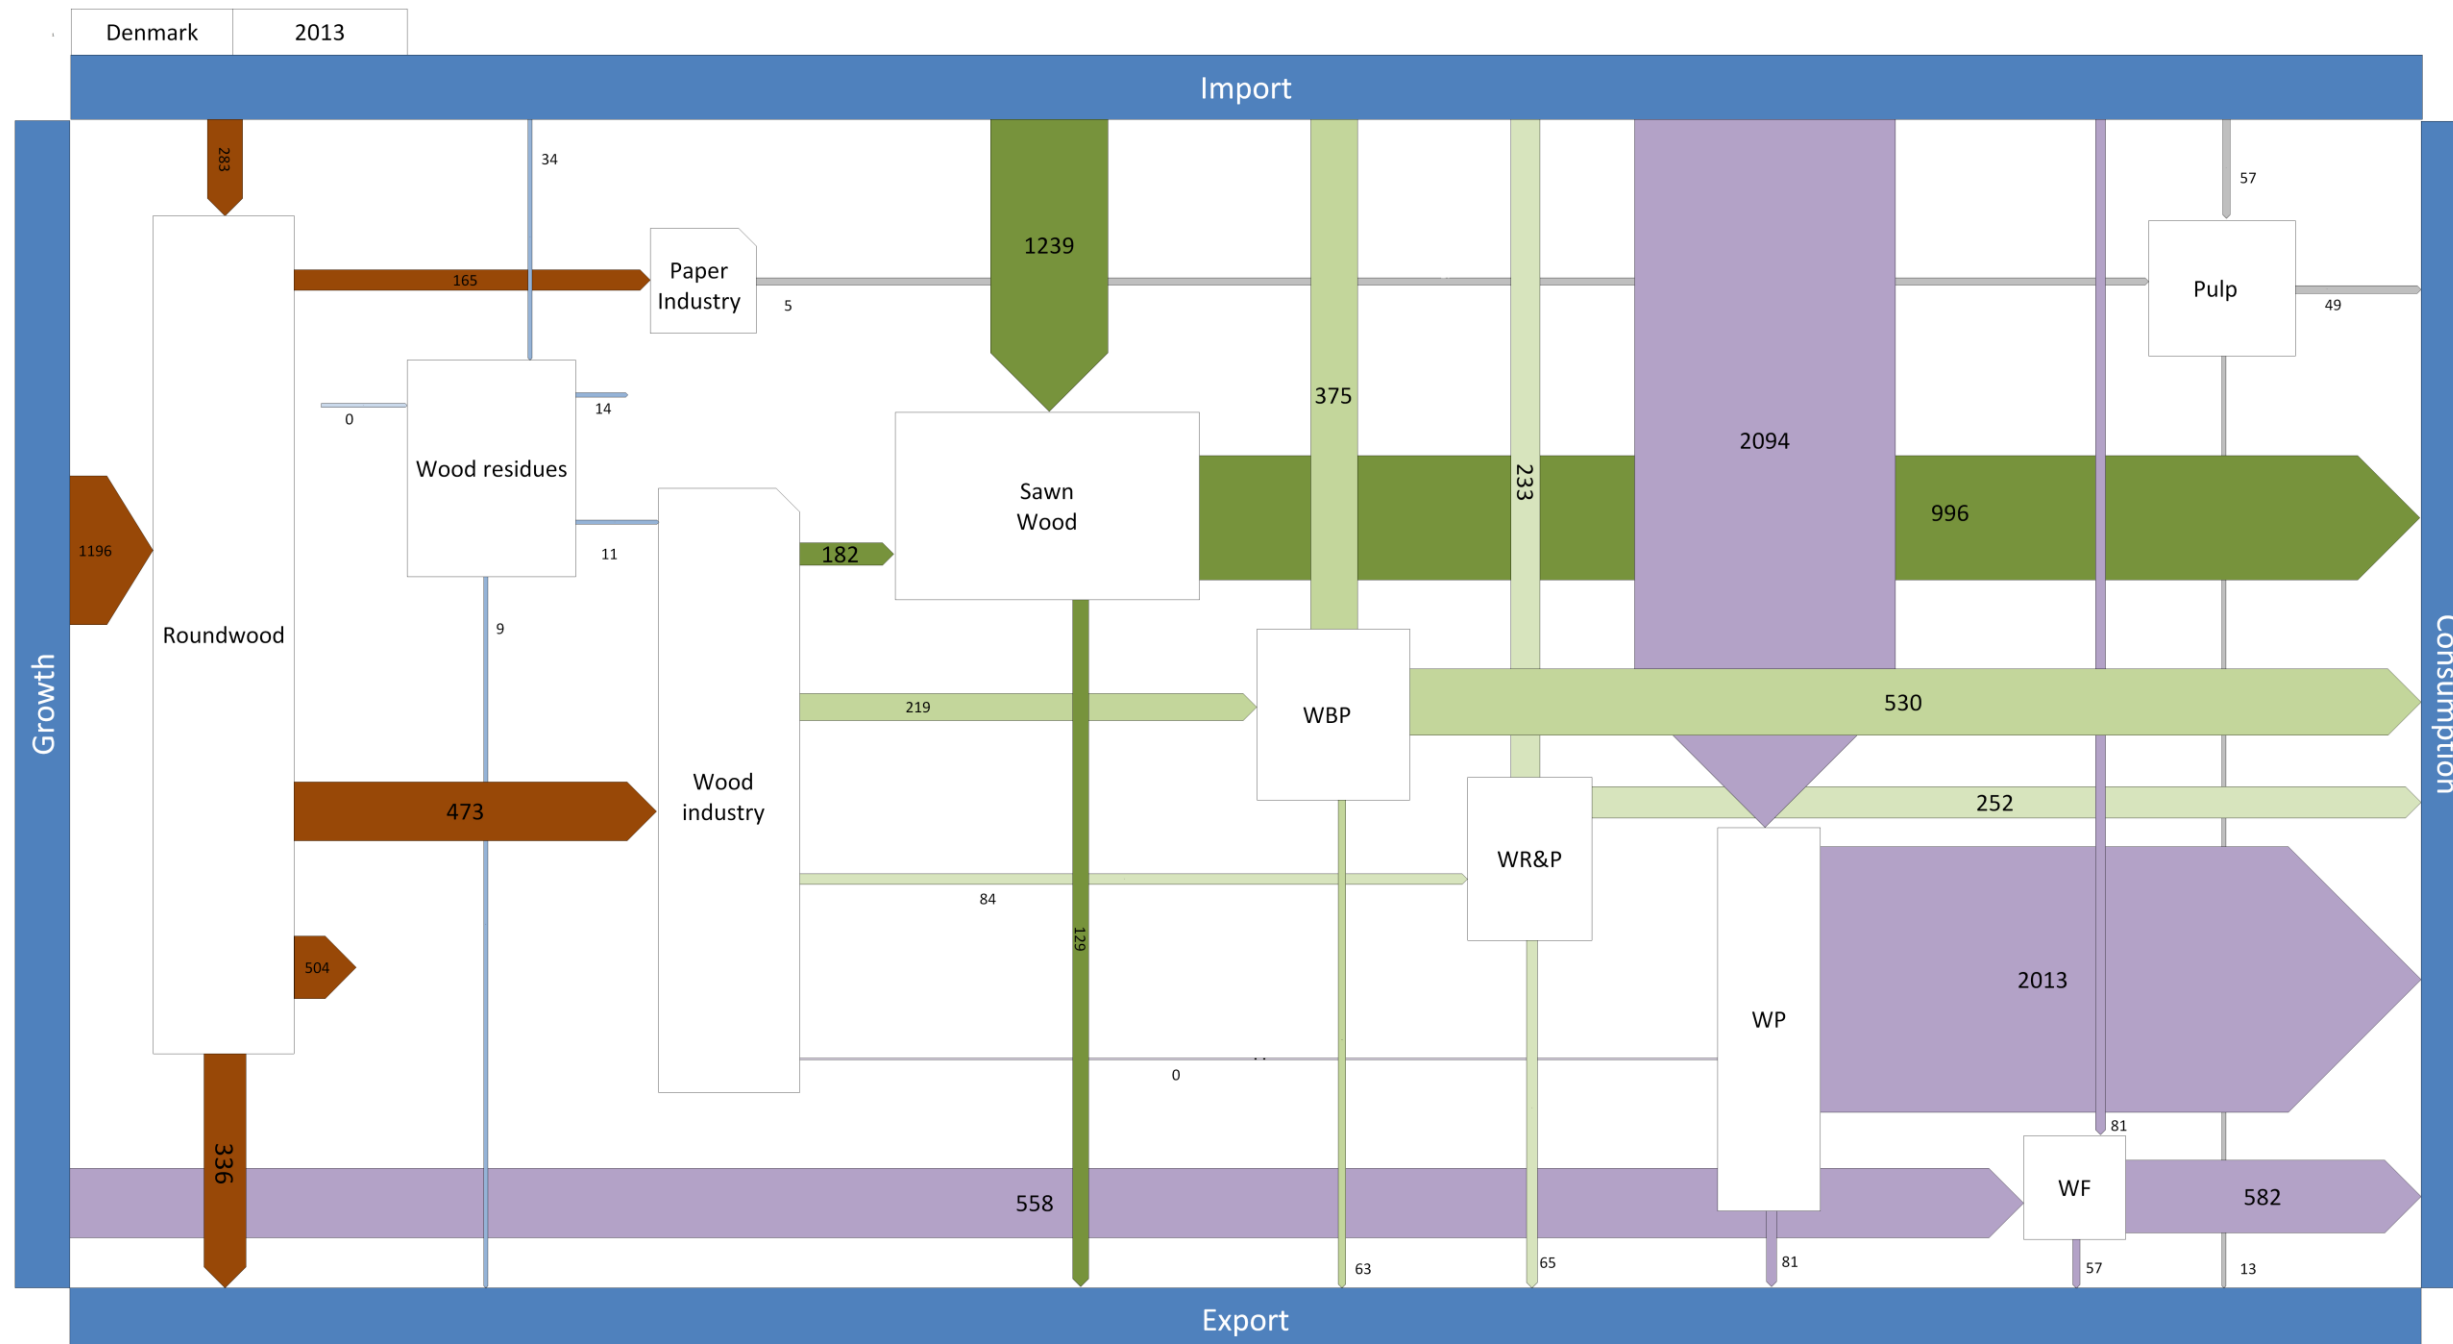 Denmark 2013
Import
283
34
57
1239
Paper
Industry
165
5
Pulp
49
375
2094
233
0
14
Wood residues
Sawn
Wood
996
1196
11
182
9
Roundwood
Growth
Consumption
219
WBP
530
473
Wood
industry
252
WR&P
84
129
504
2013
WP
0
81
336
558
WF
582
63
65
81
57
13
Export